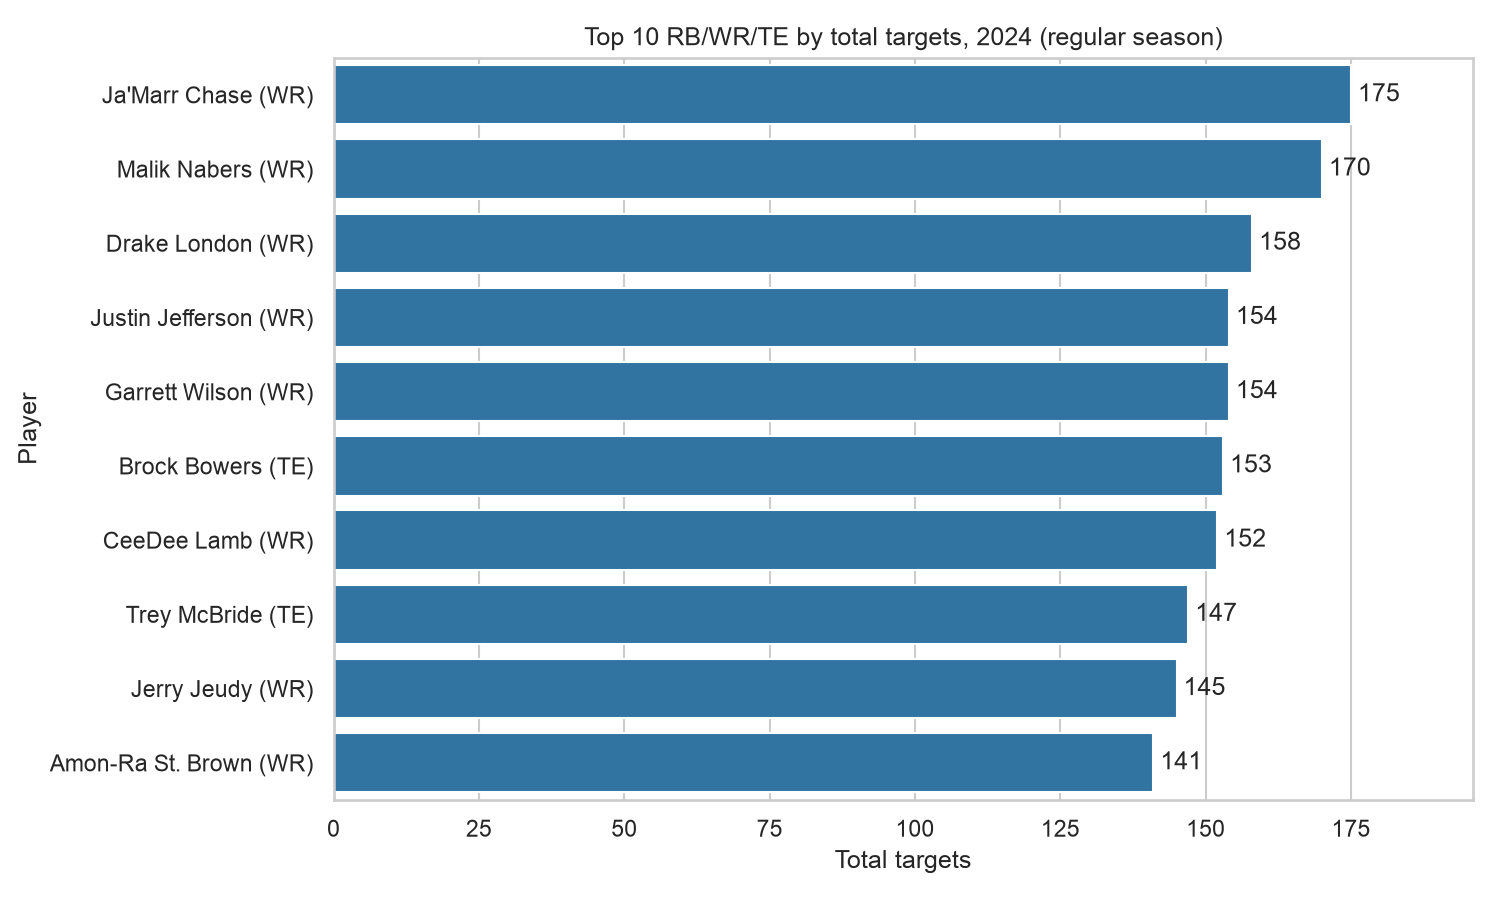 Top 10 RB/WR/TE by total targets, 2024 (regular season)
Player
Ja'Marr Chase (WR) 175
Malik Nabers (WR) 170
Drake London (WR) 158
Justin Jefferson (WR) 154
Garrett Wilson (WR) 154
Brock Bowers (TE) 153
CeeDee Lamb (WR) 152
Trey McBride (TE) 147
Jerry Jeudy (WR) 145
Amon-Ra St. Brown (WR) 141
0 25 50 75 100 125 150 175
Total targets